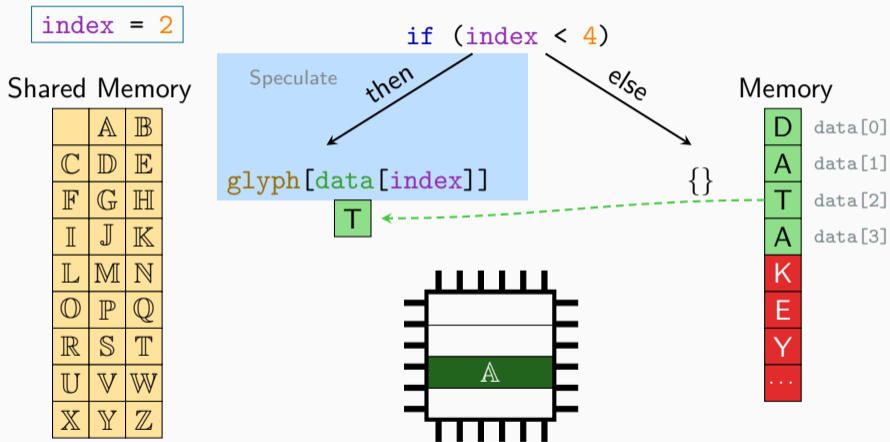 index = 2
if (index < 4)
Speculate
then
else
Shared Memory
Memory
𝔸 𝔹
ℂ 𝔻 𝔼
𝔽 𝔾 ℍ
𝕀 𝕁 𝕂
𝕃 𝕄 ℕ
𝕆 ℙ ℚ
ℝ 𝕊 𝕋
𝕌 𝕍 𝕎
𝕏 𝕐 ℤ
glyph[data[index]]
{}
T
𝔸
D data[0]
A data[1]
T data[2]
A data[3]
K
E
Y
...